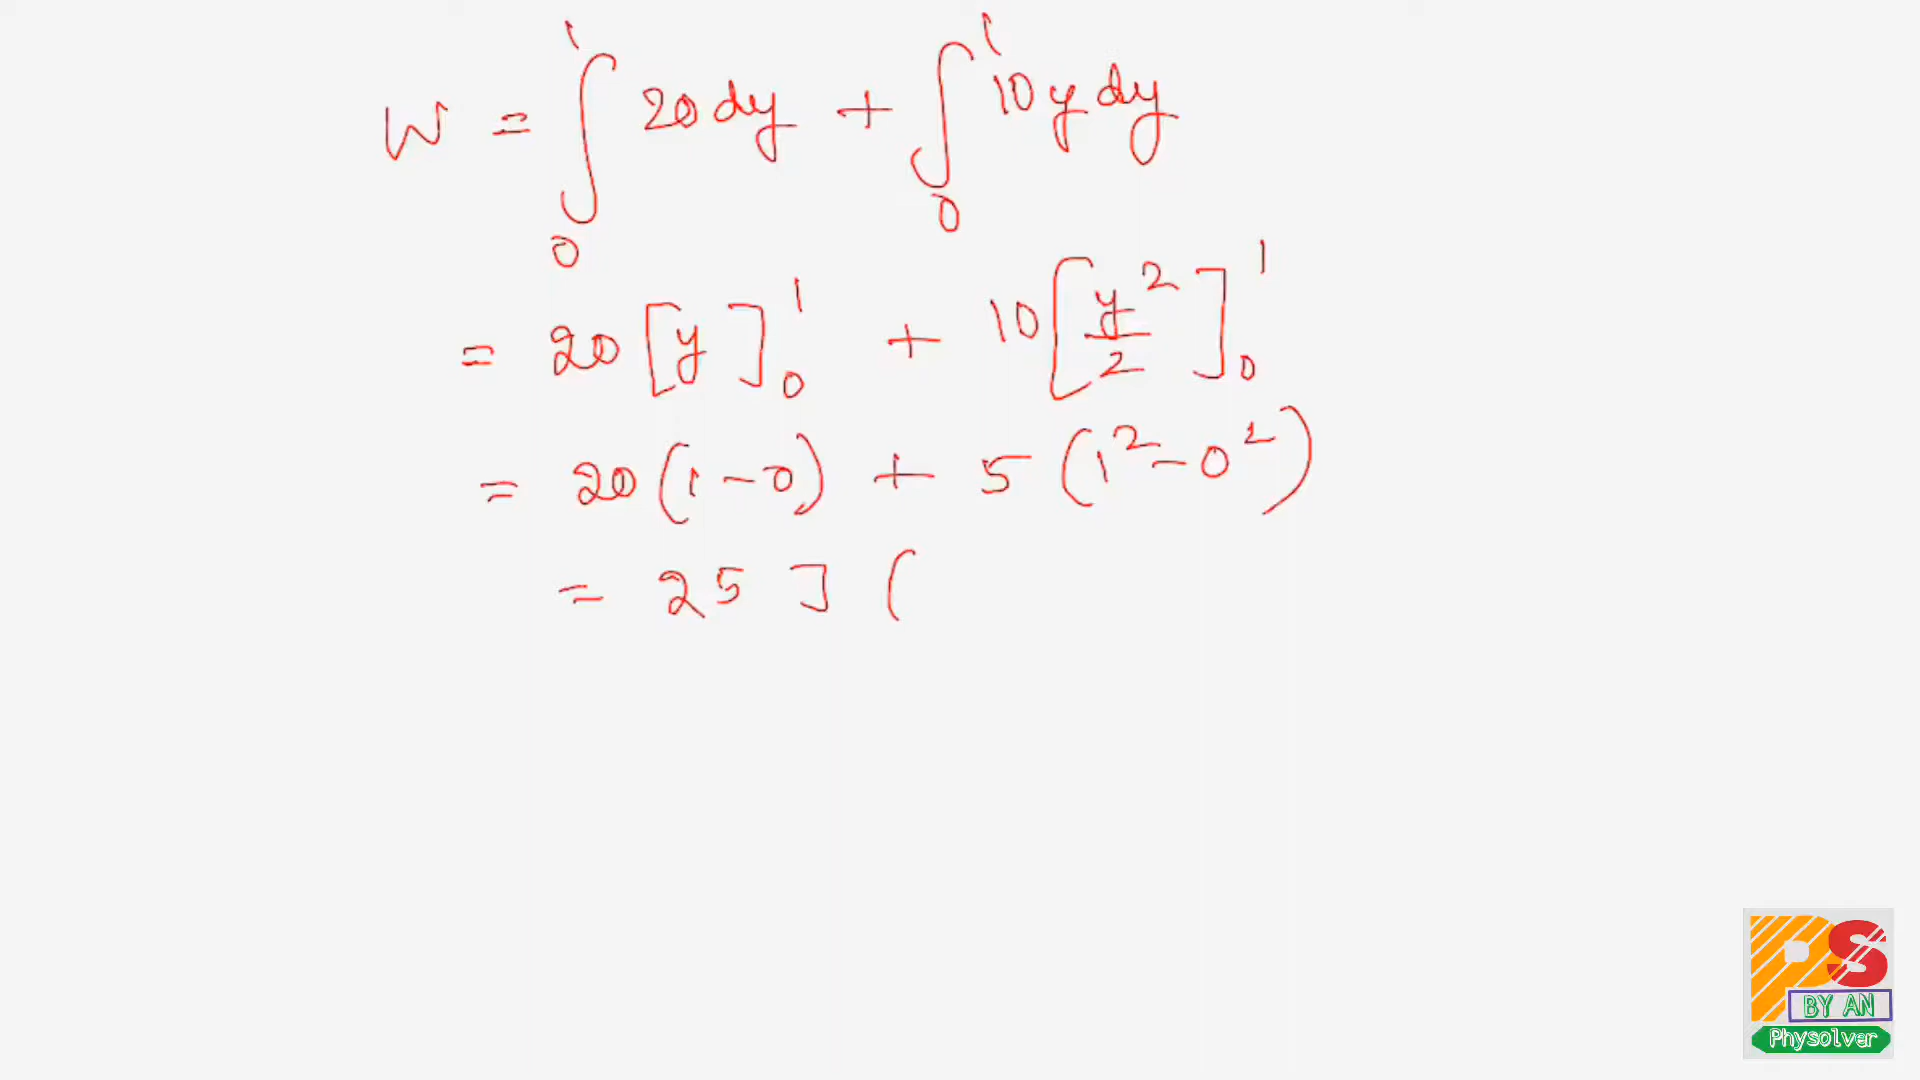 W = ∫₀¹ 20 dy + ∫₀¹ 10 y dy
= 20 [y]₀¹ + 10 [y²/2]₀¹
= 20 (1 - 0) + 5 (1² - 0²)
= 25 J (
PS
BY AN
Physolver